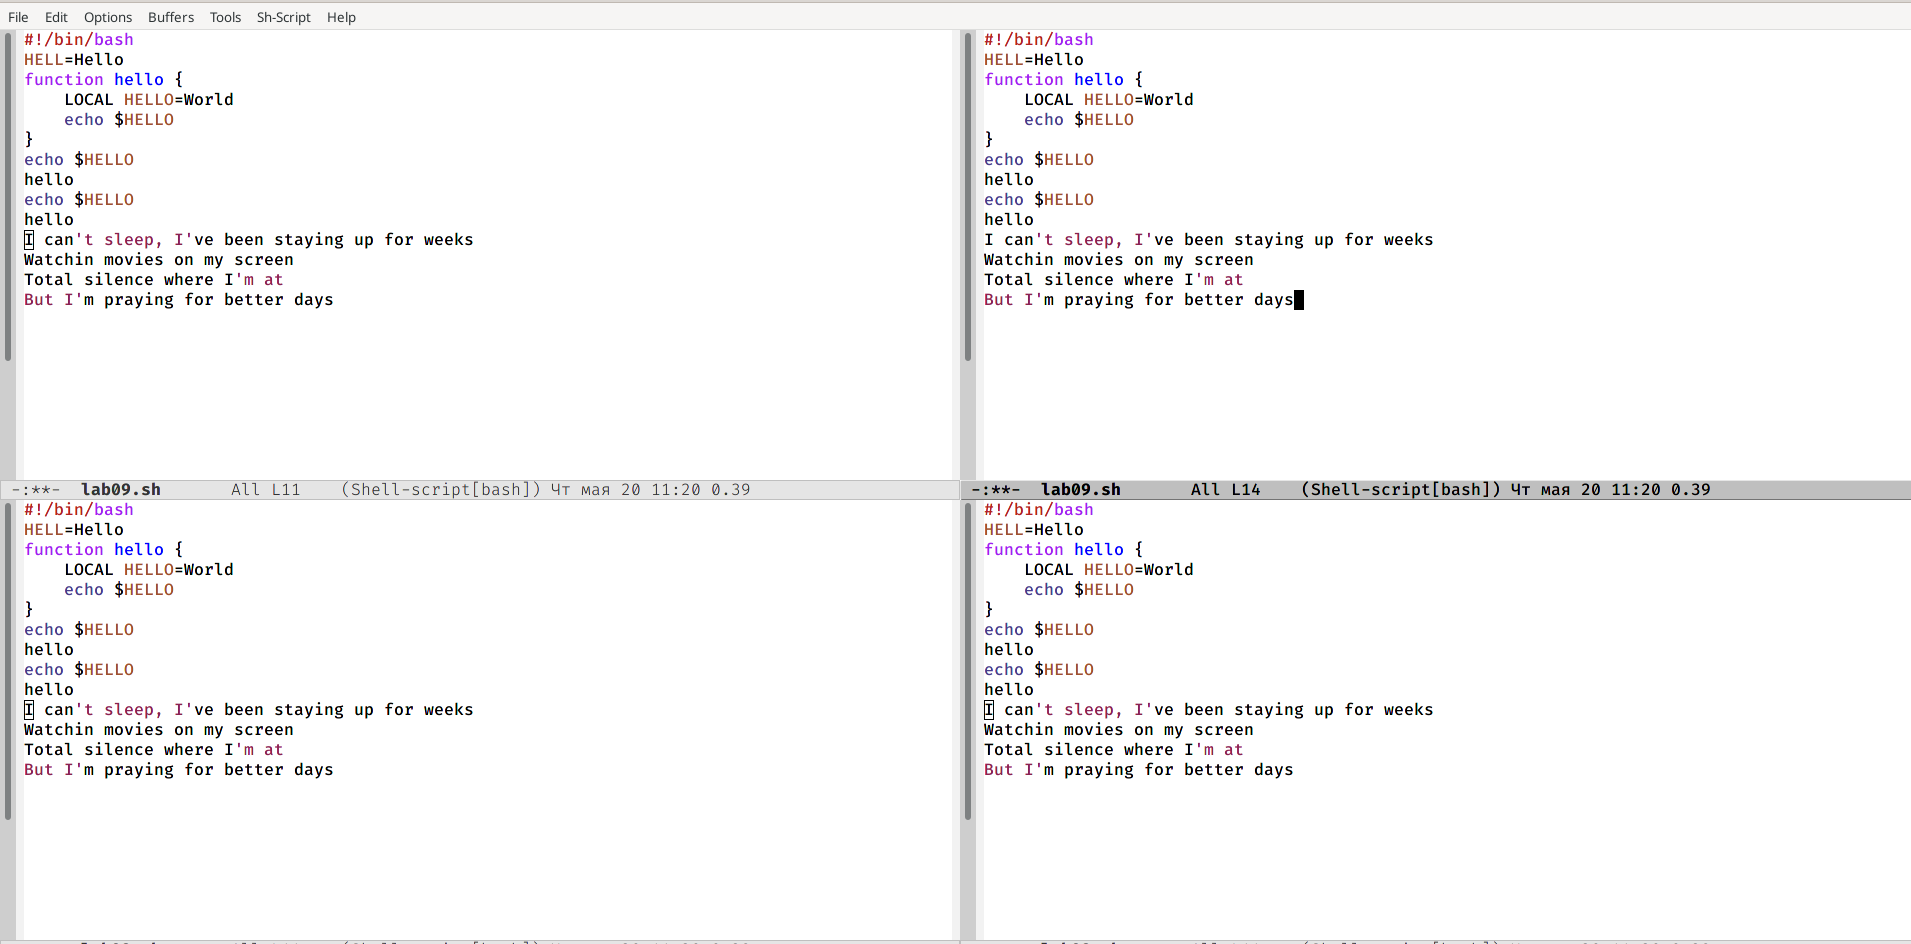 File Edit Options Buffers Tools Sh-Script Help
#!/bin/bash
HELL=Hello
function hello {
    LOCAL HELLO=World
    echo $HELLO
}
echo $HELLO
hello
echo $HELLO
hello
I can't sleep, I've been staying up for weeks
Watchin movies on my screen
Total silence where I'm at
But I'm praying for better days
-:**-  lab09.sh       All L11    (Shell-script[bash]) Чт мая 20 11:20 0.39
#!/bin/bash
HELL=Hello
function hello {
    LOCAL HELLO=World
    echo $HELLO
}
echo $HELLO
hello
echo $HELLO
hello
I can't sleep, I've been staying up for weeks
Watchin movies on my screen
Total silence where I'm at
But I'm praying for better days
-:**-  lab09.sh       All L14    (Shell-script[bash]) Чт мая 20 11:20 0.39
#!/bin/bash
HELL=Hello
function hello {
    LOCAL HELLO=World
    echo $HELLO
}
echo $HELLO
hello
echo $HELLO
hello
I can't sleep, I've been staying up for weeks
Watchin movies on my screen
Total silence where I'm at
But I'm praying for better days
#!/bin/bash
HELL=Hello
function hello {
    LOCAL HELLO=World
    echo $HELLO
}
echo $HELLO
hello
echo $HELLO
hello
I can't sleep, I've been staying up for weeks
Watchin movies on my screen
Total silence where I'm at
But I'm praying for better days